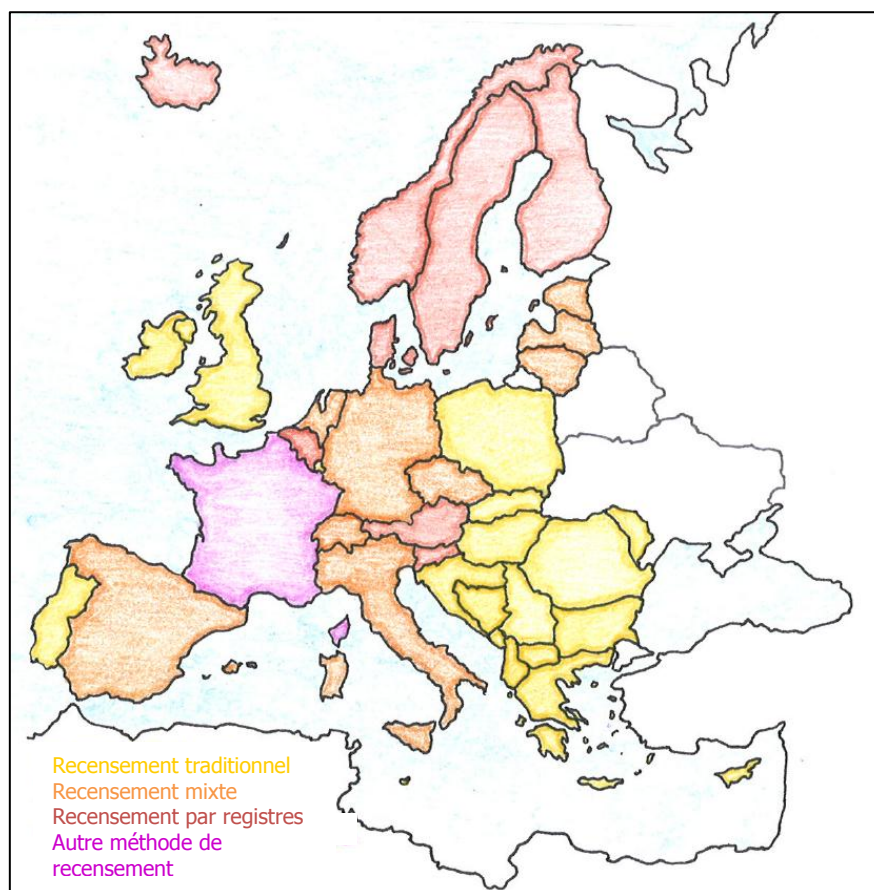 Recensement traditionnel
Recensement mixte
Recensement par registres
Autre méthode de
recensement